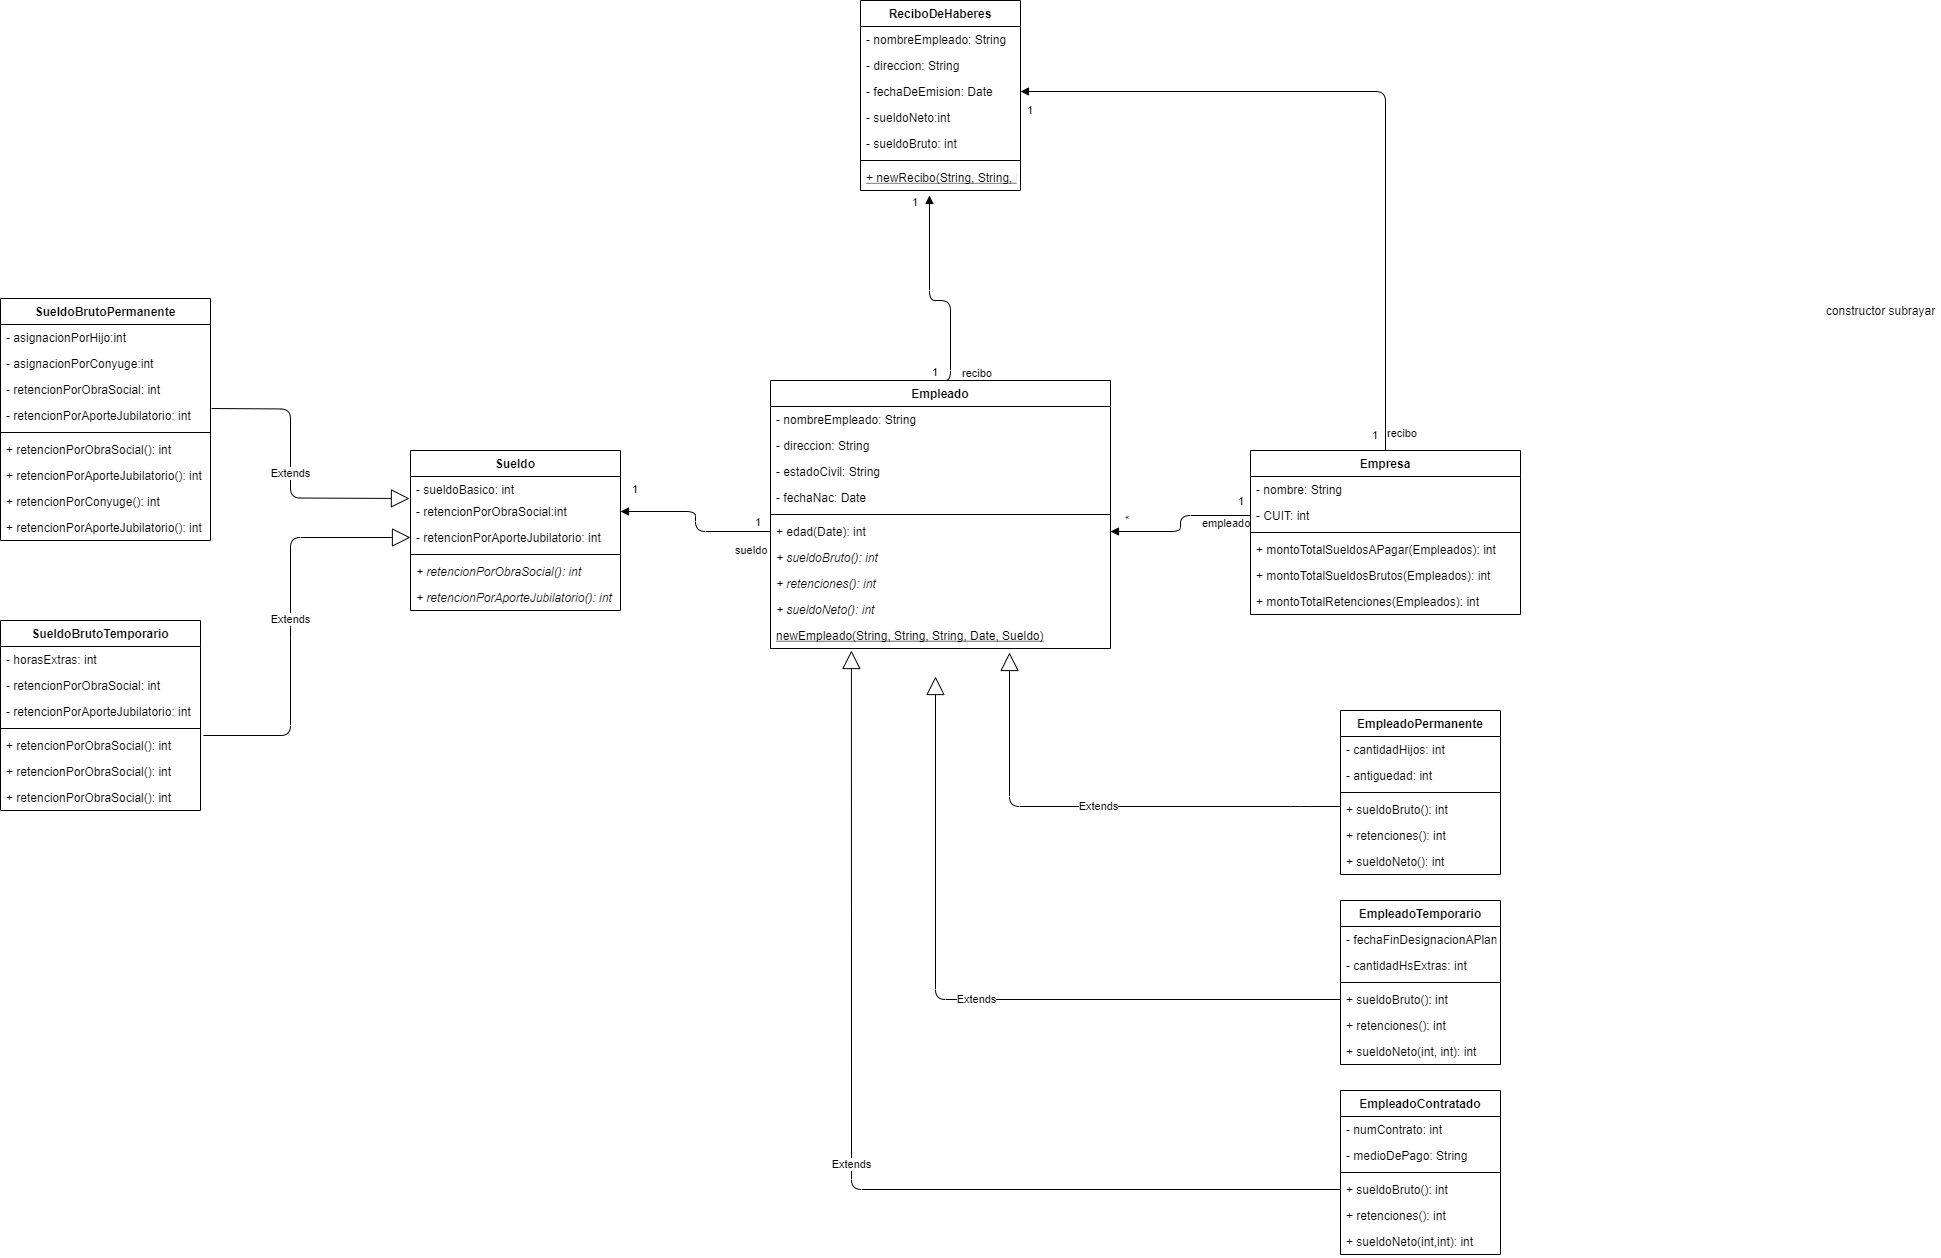 ReciboDeHaberes
- nombreEmpleado: String
- direccion: String
- fechaDeEmision: Date
- sueldoNeto:int
- sueldoBruto: int
+ newRecibo(String, String,
1
1
1
recibo
1
recibo
constructor subrayar
SueldoBrutoPermanente
- asignacionPorHijo:int
- asignacionPorConyuge:int
- retencionPorObraSocial: int
- retencionPorAporteJubilatorio: int
+ retencionPorObraSocial(): int
+ retencionPorAporteJubilatorio(): int
+ retencionPorConyuge(): int
+ retencionPorAporteJubilatorio(): int
Extends
SueldoBrutoTemporario
- horasExtras: int
- retencionPorObraSocial: int
- retencionPorAporteJubilatorio: int
+ retencionPorObraSocial(): int
+ retencionPorObraSocial(): int
+ retencionPorObraSocial(): int
Extends
Sueldo
- sueldoBasico: int
- retencionPorObraSocial:int
- retencionPorAporteJubilatorio: int
+ retencionPorObraSocial(): int
+ retencionPorAporteJubilatorio(): int
1
1
sueldo
Empleado
- nombreEmpleado: String
- direccion: String
- estadoCivil: String
- fechaNac: Date
+ edad(Date): int
+ sueldoBruto(): int
+ retenciones(): int
+ sueldoNeto(): int
newEmpleado(String, String, String, Date, Sueldo)
*
1
empleado
Empresa
- nombre: String
- CUIT: int
+ montoTotalSueldosAPagar(Empleados): int
+ montoTotalSueldosBrutos(Empleados): int
+ montoTotalRetenciones(Empleados): int
EmpleadoPermanente
- cantidadHijos: int
- antiguedad: int
+ sueldoBruto(): int
+ retenciones(): int
+ sueldoNeto(): int
Extends
EmpleadoTemporario
- fechaFinDesignacionAPlan
- cantidadHsExtras: int
+ sueldoBruto(): int
+ retenciones(): int
+ sueldoNeto(int, int): int
Extends
EmpleadoContratado
- numContrato: int
- medioDePago: String
+ sueldoBruto(): int
+ retenciones(): int
+ sueldoNeto(int,int): int
Extends